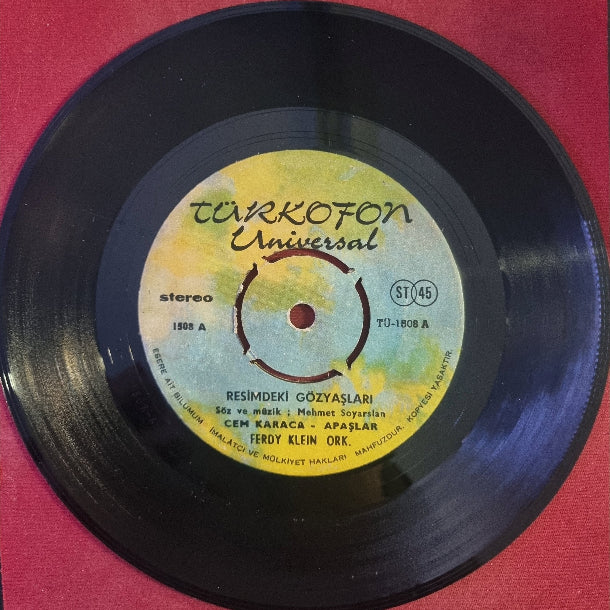 TÜRKOFON
Universal
stereo
ST 45
1508 A
TÜ-1508 A
RESİMDEKİ GÖZYAŞLARI
Söz ve müzik : Mehmet Soyarslan
CEM KARACA - APAŞLAR
FERDY KLEIN ORK.
ESERE AİT BİLUMUM İMALATÇI VE MÜLKİYET HAKLARI MAHFUZDUR. KOPYESİ YASAKTIR.